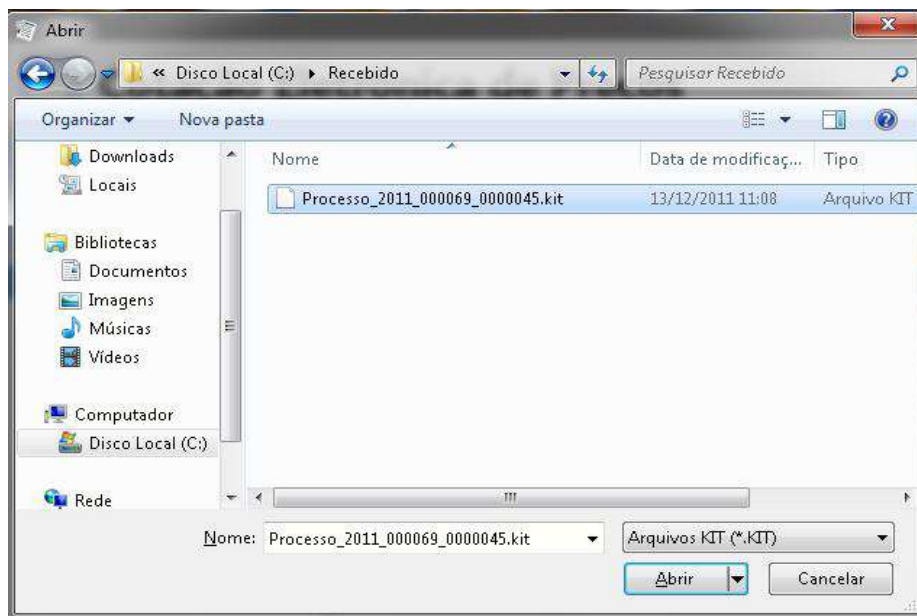 Abrir
« Disco Local (C:) ▸ Recebido
Pesquisar Recebido
Organizar
Nova pasta
Downloads
Locais
Bibliotecas
Documentos
Imagens
Músicas
Vídeos
Computador
Disco Local (C:)
Rede
Nome
Data de modificaç...
Tipo
Processo_2011_000069_0000045.kit
13/12/2011 11:08
Arquivo KIT
Nome: Processo_2011_000069_0000045.kit
Arquivos KIT (*.KIT)
Abrir
Cancelar